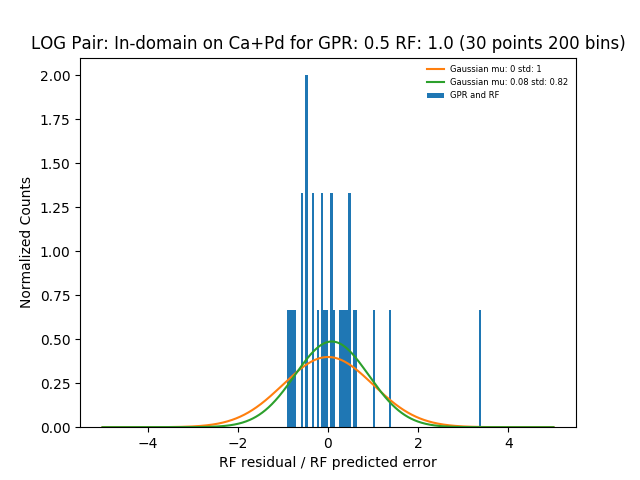 LOG Pair: In-domain on Ca+Pd for GPR: 0.5 RF: 1.0 (30 points 200 bins)
Gaussian mu: 0 std: 1
Gaussian mu: 0.08 std: 0.82
GPR and RF
Normalized Counts
2.00
1.75
1.50
1.25
1.00
0.75
0.50
0.25
0.00
−4 −2 0 2 4
RF residual / RF predicted error